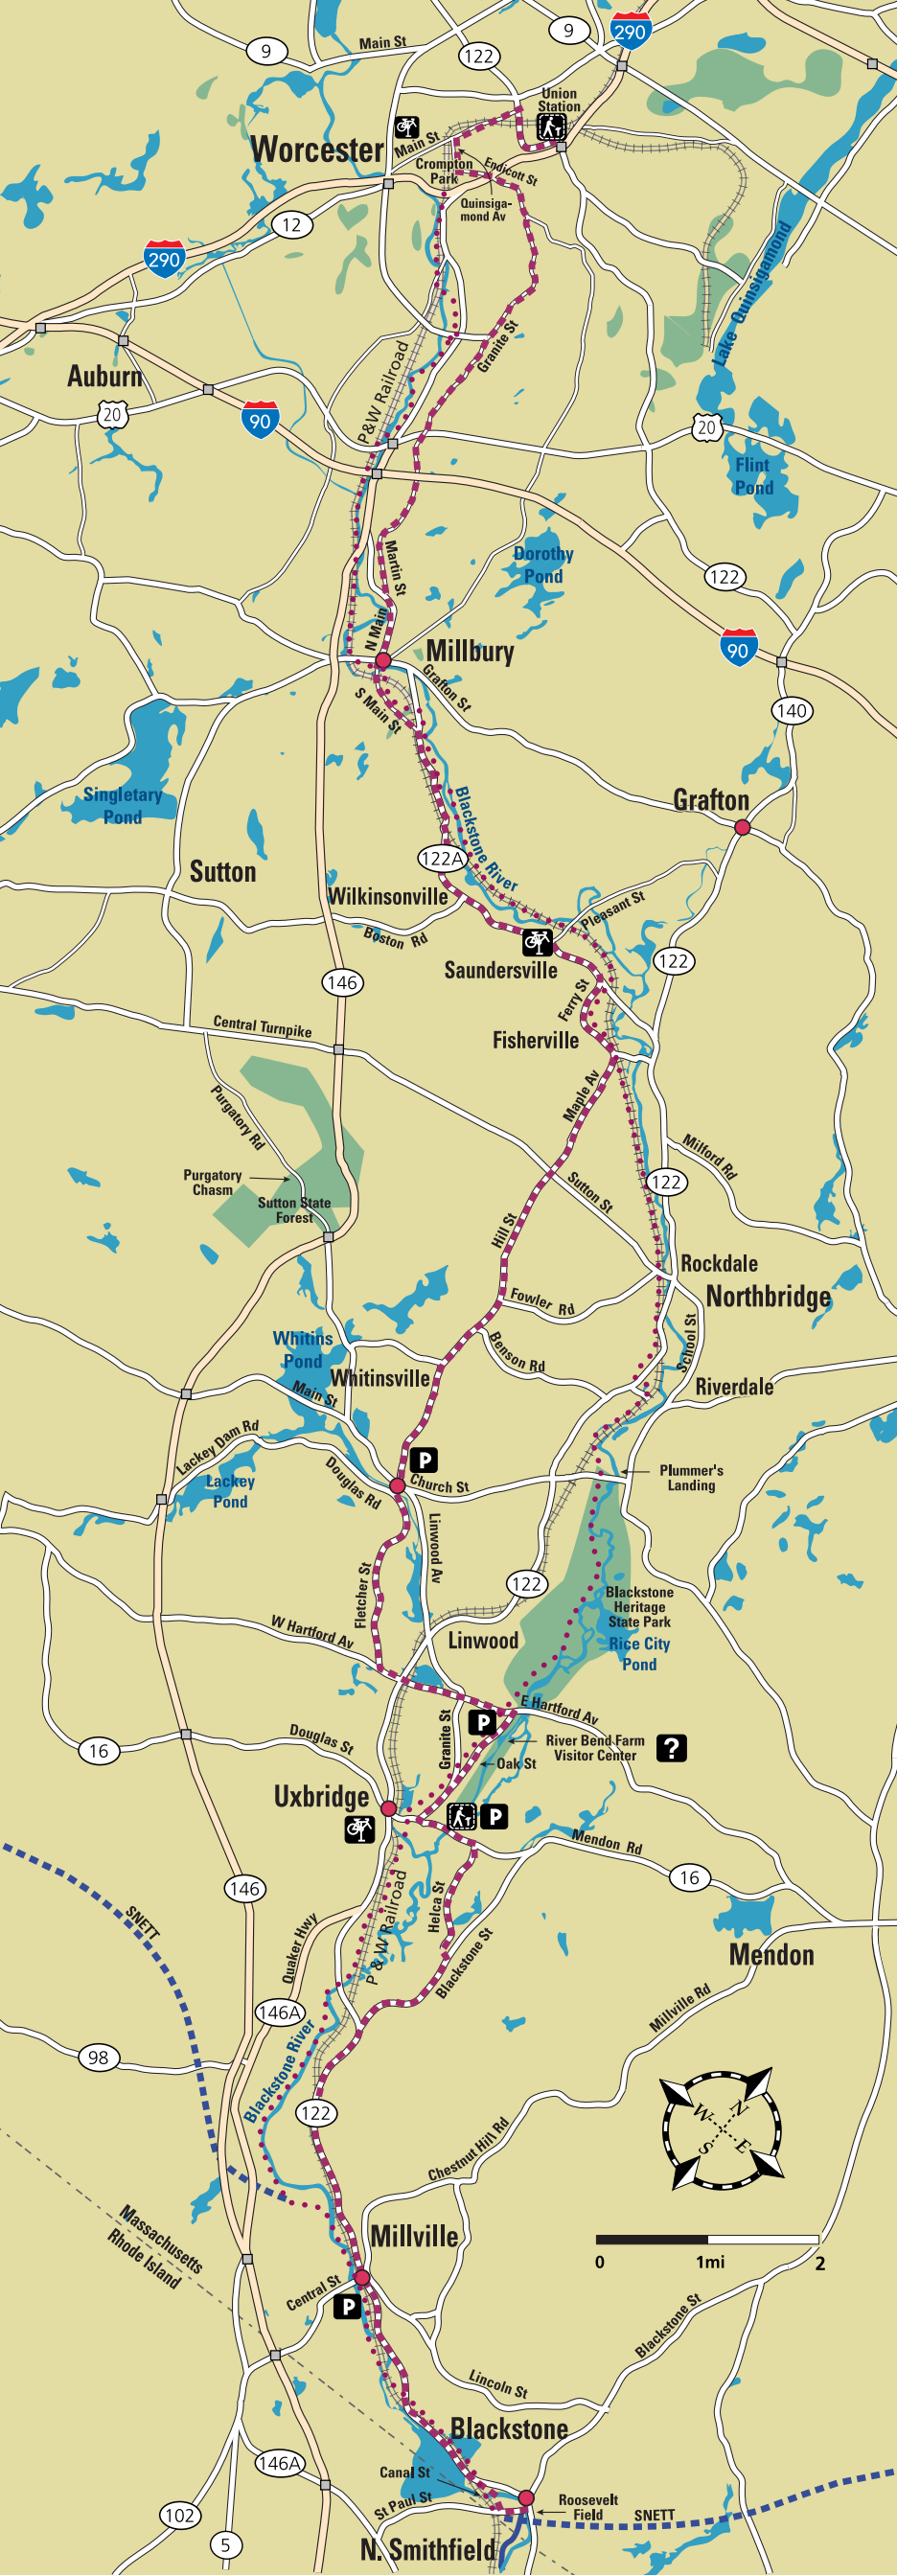 290
9
9
122
Main St
Union
Station
Worcester
Main St
Crompton
Park
Endicott St
Quinsiga-
mond Av
12
290
Lake Quinsigamond
Granite St
P&W Railroad
Auburn
20
90
20
Flint
Pond
Martin St
Dorothy
Pond
122
N Main
Millbury
90
Grafton St
S Main St
140
Singletary
Pond
Blackstone River
Grafton
122A
Sutton
Wilkinsonville
Pleasant St
Boston Rd
Saundersville
122
146
Ferry St
Central Turnpike
Fisherville
Maple Av
Purgatory Rd
Milford Rd
Purgatory
Chasm
Sutton St
122
Sutton State
Forest
Hill St
Rockdale
Northbridge
Fowler Rd
School St
Whitins
Pond
Benson Rd
Whitinsville
Riverdale
Main St
Lackey Dam Rd
P
Church St
Plummer's
Landing
Lackey
Pond
Douglas Rd
Linwood Av
Fletcher St
122
Blackstone
Heritage
State Park
W Hartford Av
Linwood
Rice City
Pond
E Hartford Av
P
Granite St
River Bend Farm
Visitor Center
?
16
Douglas St
Oak St
Uxbridge
P
Mendon Rd
16
146
P & W Railroad
Helca St
SNETT
Quaker Hwy
Blackstone St
Mendon
146A
Millville Rd
98
Blackstone River
N
W
S
E
122
Chestnut Hill Rd
Massachusetts
Rhode Island
Millville
0
1mi
2
Central St
P
Blackstone St
Lincoln St
Blackstone
146A
Canal St
St Paul St
Roosevelt
Field
SNETT
102
5
N. Smithfield